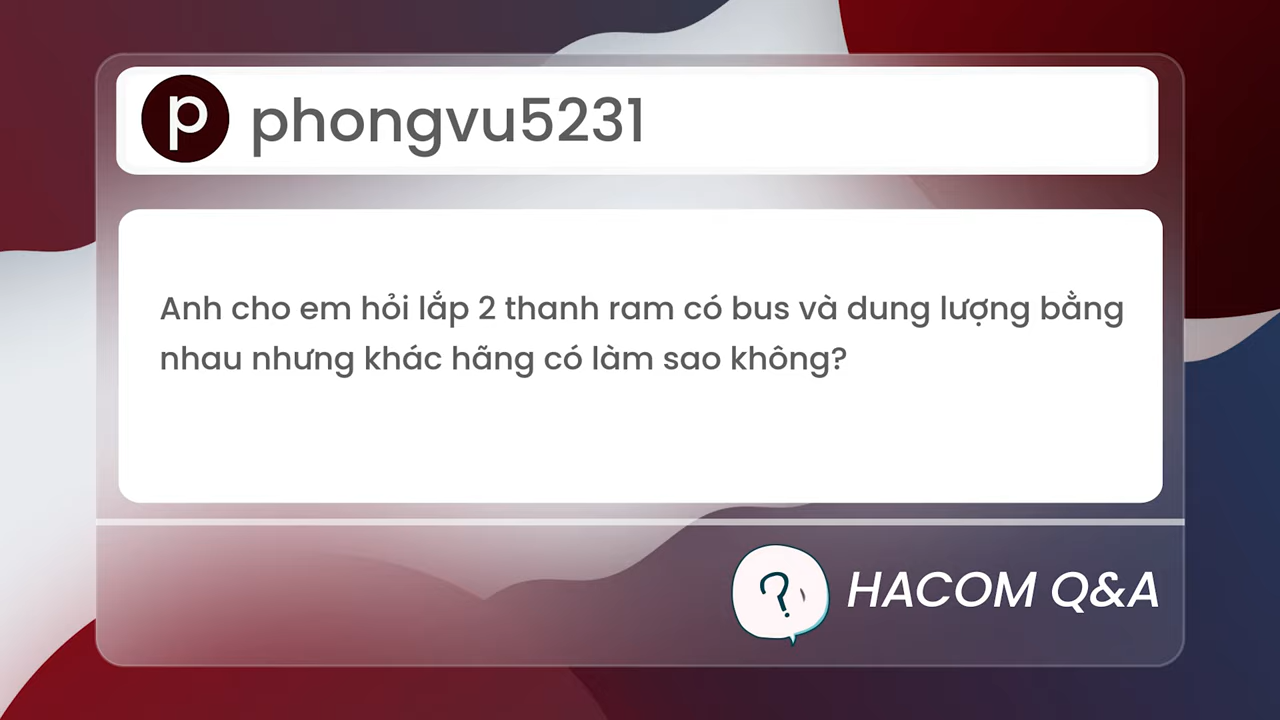 p phongvu5231
Anh cho em hỏi lắp 2 thanh ram có bus và dung lượng bằng
nhau nhưng khác hãng có làm sao không?
? HACOM Q&A